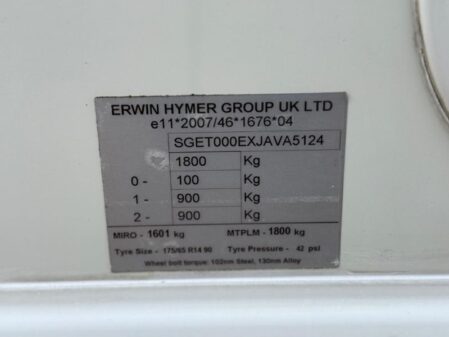 ERWIN HYMER GROUP UK LTD
e11*2007/46*1676*04
SGET000EXJAVA5124
1800 Kg
0 - 100 Kg
1 - 900 Kg
2 - 900 Kg
MIRO - 1601 kg MTPLM - 1800 kg
Tyre Size - 175/65 R14 90 Tyre Pressure - 42 psi
Wheel bolt torque: 102nm Steel, 130nm Alloy